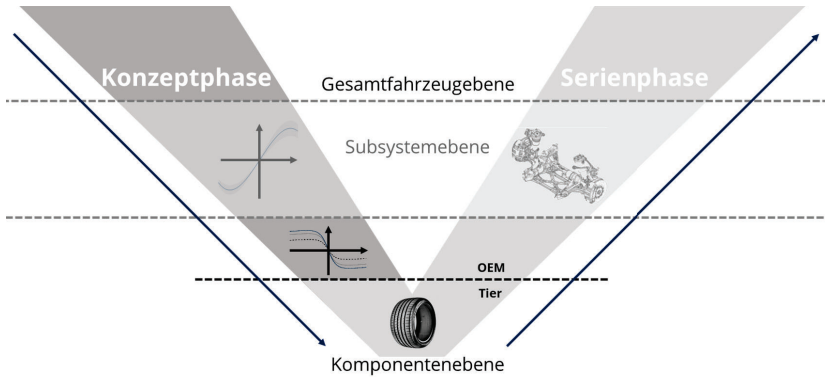 Konzeptphase
Gesamtfahrzeugebene
Serienphase
Subsystemebene
OEM
Tier
Komponentenebene